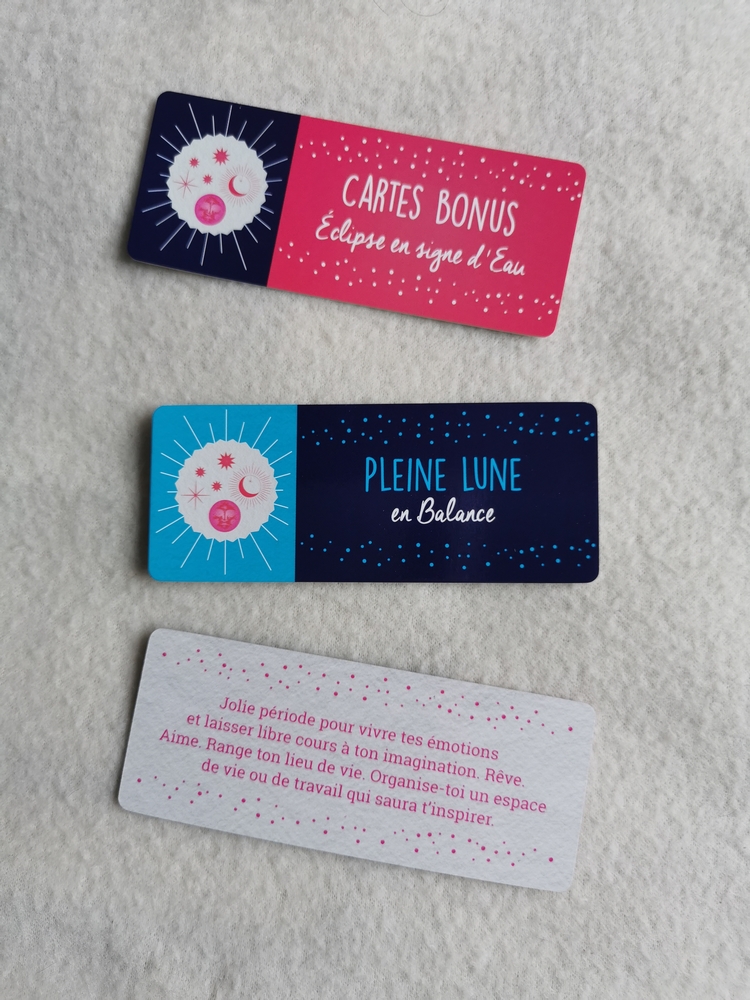 CARTES BONUS
Éclipse en signe d'Eau
PLEINE LUNE
en Balance
Jolie période pour vivre tes émotions
et laisser libre cours à ton imagination. Rêve.
Aime. Range ton lieu de vie. Organise-toi un espace
de vie ou de travail qui saura t'inspirer.